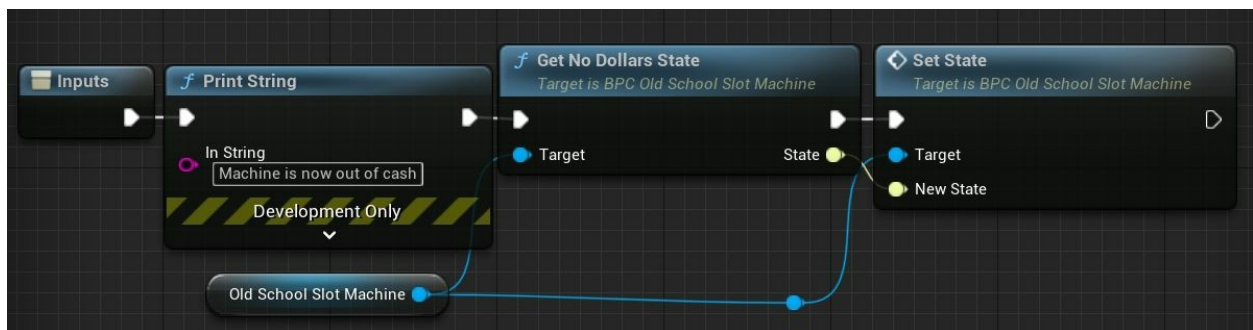 Inputs
Print String
In String
Machine is now out of cash
Development Only
Get No Dollars State
Target is BPC Old School Slot Machine
Target
State
Set State
Target is BPC Old School Slot Machine
Target
New State
Old School Slot Machine